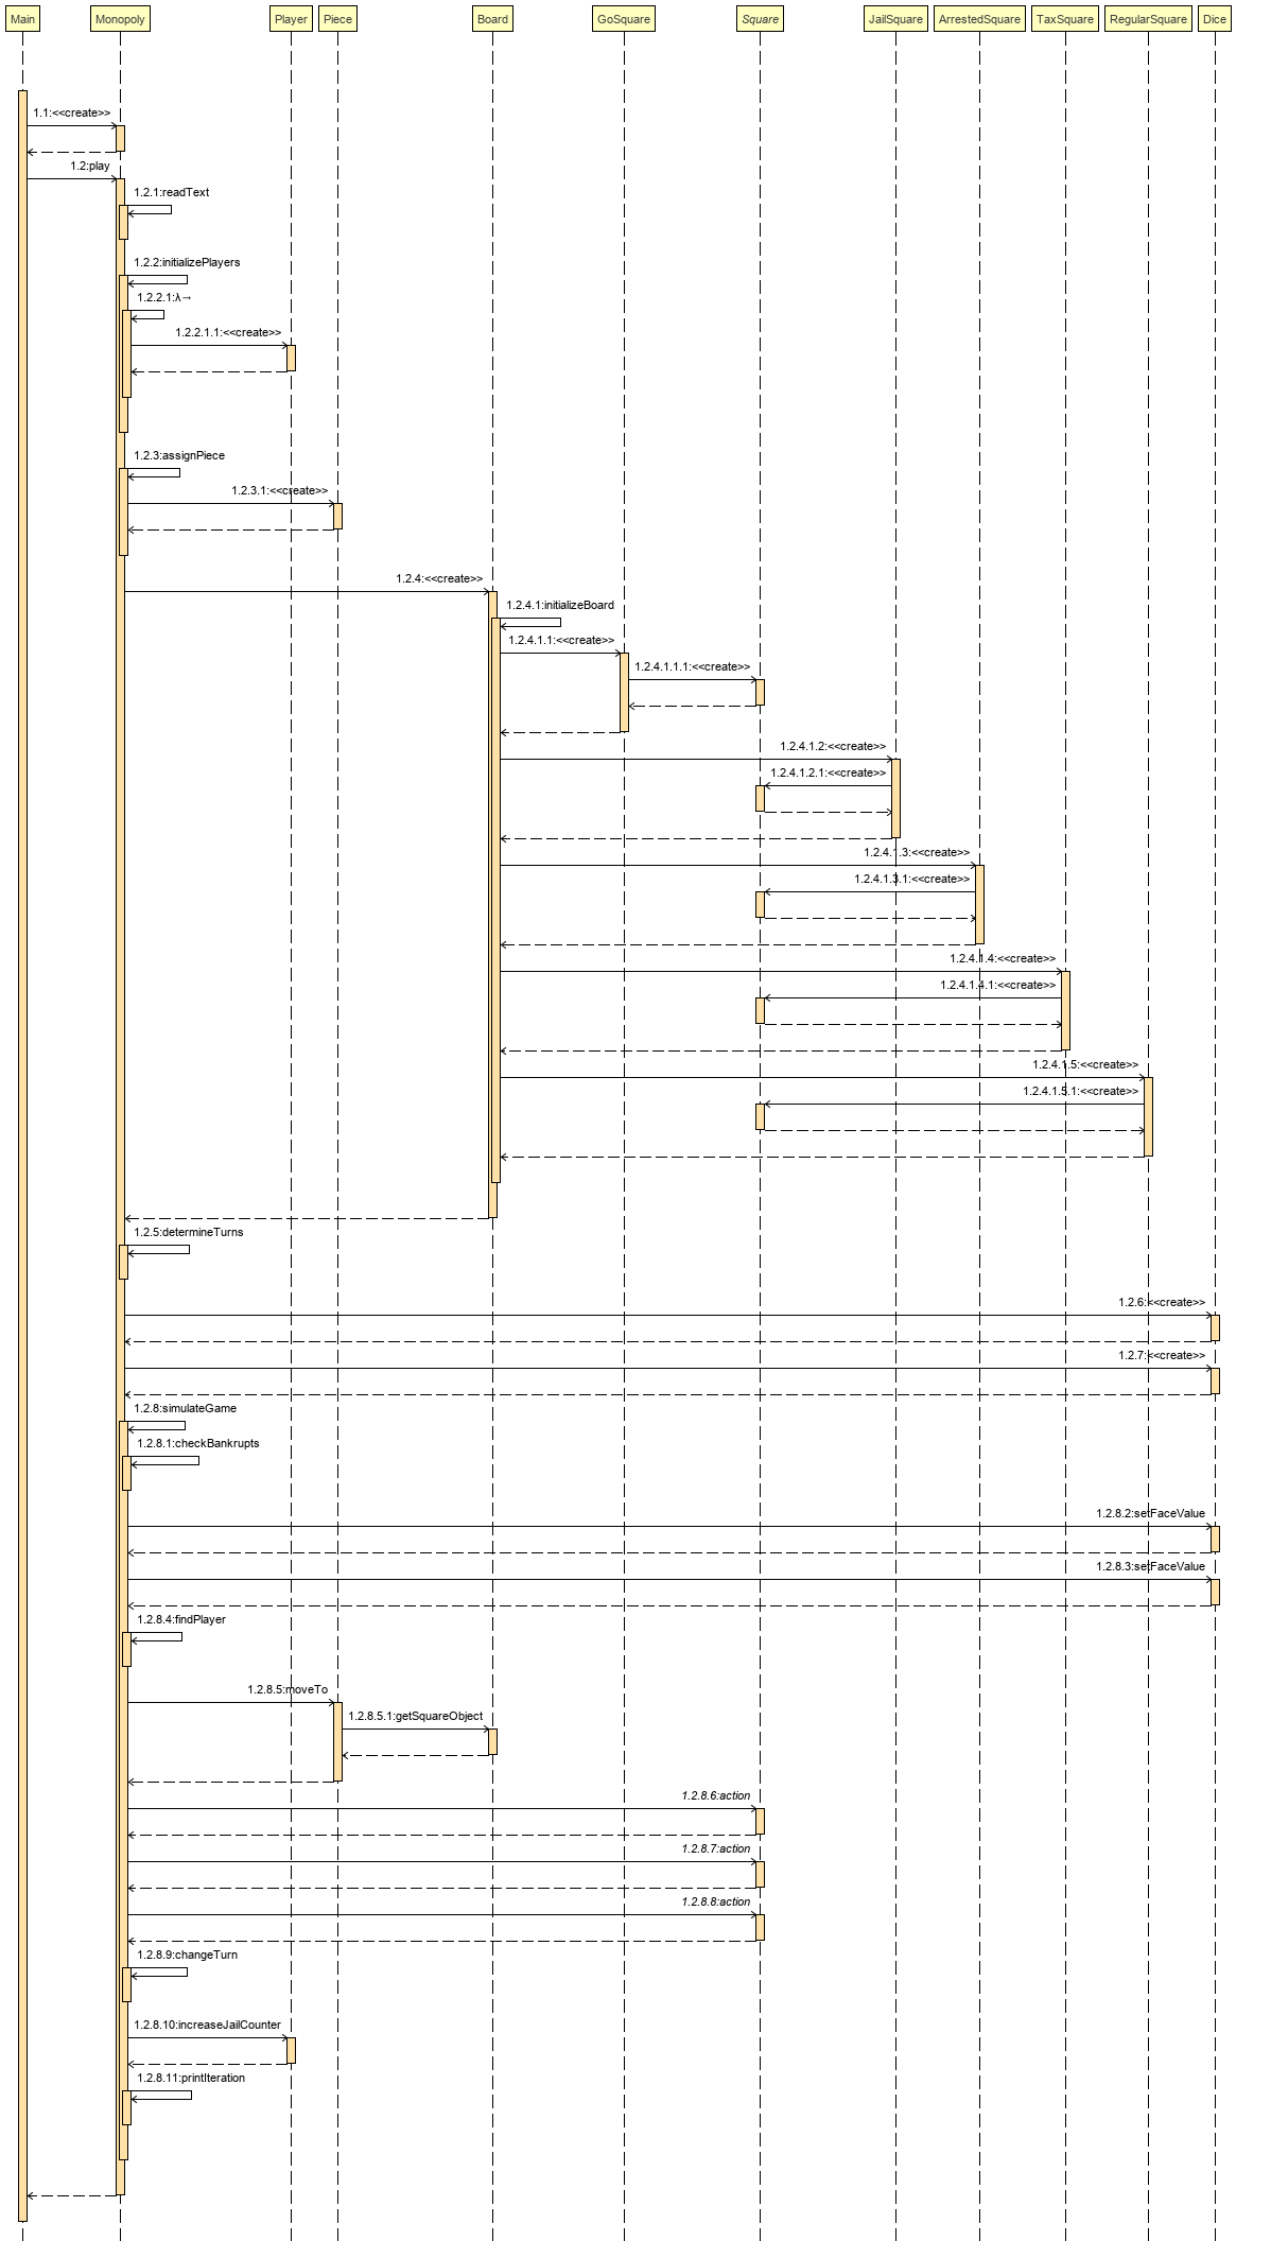 Main
Monopoly
Player
Piece
Board
GoSquare
Square
JailSquare
ArrestedSquare
TaxSquare
RegularSquare
Dice
1.1:<<create>>
1.2:play
1.2.1:readText
1.2.2:initializePlayers
1.2.2.1:λ→
1.2.2.1.1:<<create>>
1.2.3:assignPiece
1.2.3.1:<<create>>
1.2.4:<<create>>
1.2.4.1:initializeBoard
1.2.4.1.1:<<create>>
1.2.4.1.1.1:<<create>>
1.2.4.1.2:<<create>>
1.2.4.1.2.1:<<create>>
1.2.4.1.3:<<create>>
1.2.4.1.3.1:<<create>>
1.2.4.1.4:<<create>>
1.2.4.1.4.1:<<create>>
1.2.4.1.5:<<create>>
1.2.4.1.5.1:<<create>>
1.2.5:determineTurns
1.2.6:<<create>>
1.2.7:<<create>>
1.2.8:simulateGame
1.2.8.1:checkBankrupts
1.2.8.2:setFaceValue
1.2.8.3:setFaceValue
1.2.8.4:findPlayer
1.2.8.5:moveTo
1.2.8.5.1:getSquareObject
1.2.8.6:action
1.2.8.7:action
1.2.8.8:action
1.2.8.9:changeTurn
1.2.8.10:increaseJailCounter
1.2.8.11:printIteration